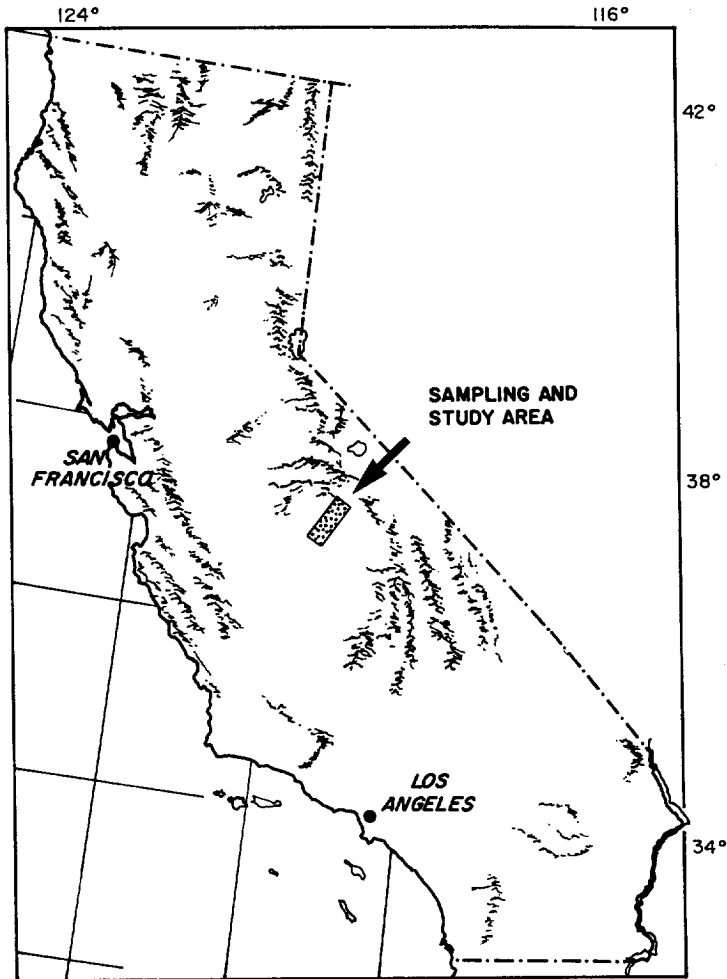 124°
116°
42°
SAMPLING AND
STUDY AREA
SAN
FRANCISCO
38°
LOS
ANGELES
34°